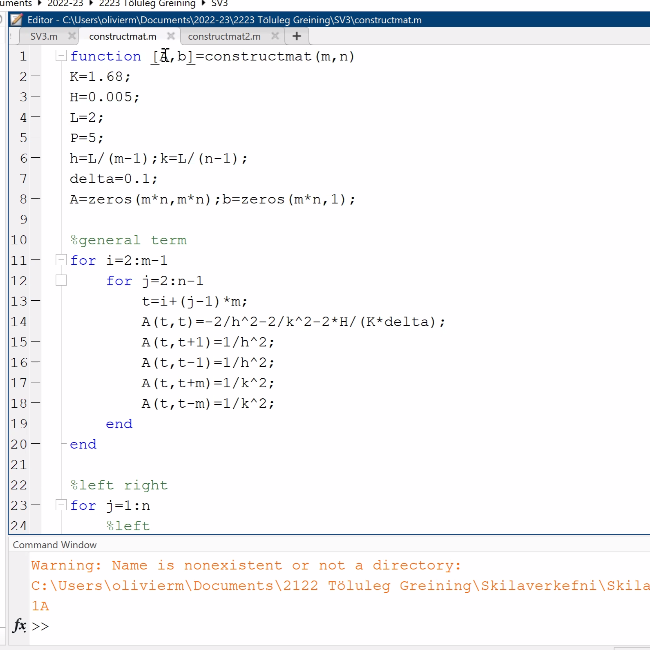 uments ▸ 2022-23 ▸ 2223 Töluleg Greining ▸ SV3
Editor - C:\Users\olivierm\Documents\2022-23\2223 Töluleg Greining\SV3\constructmat.m
SV3.m constructmat.m constructmat2.m +
1 function [A,b]=constructmat(m,n)
2 K=1.68;
3 H=0.005;
4 L=2;
5 P=5;
6 h=L/(m-1);k=L/(n-1);
7 delta=0.1;
8 A=zeros(m*n,m*n);b=zeros(m*n,1);
9
10 %general term
11 for i=2:m-1
12 for j=2:n-1
13 t=i+(j-1)*m;
14 A(t,t)=-2/h^2-2/k^2-2*H/(K*delta);
15 A(t,t+1)=1/h^2;
16 A(t,t-1)=1/h^2;
17 A(t,t+m)=1/k^2;
18 A(t,t-m)=1/k^2;
19 end
20 end
21
22 %left right
23 for j=1:n
24 %left
Command Window
Warning: Name is nonexistent or not a directory:
C:\Users\olivierm\Documents\2122 Töluleg Greining\Skilaverkefni\Skila
1A
fx >>